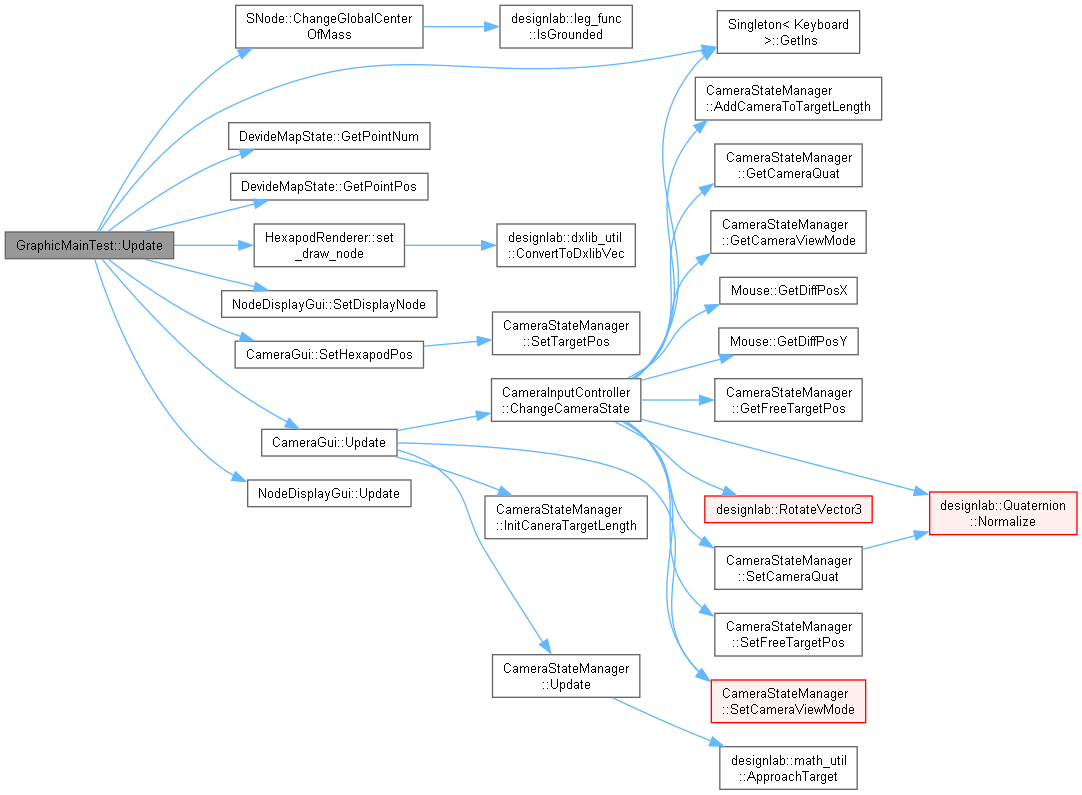 SNode::ChangeGlobalCenter
OfMass
designlab::leg_func
::IsGrounded
Singleton< Keyboard
>::GetIns
CameraStateManager
::AddCameraToTargetLength
DevideMapState::GetPointNum
CameraStateManager
::GetCameraQuat
DevideMapState::GetPointPos
GraphicMainTest::Update
HexapodRenderer::set
_draw_node
designlab::dxlib_util
::ConvertToDxlibVec
CameraStateManager
::GetCameraViewMode
NodeDisplayGui::SetDisplayNode
Mouse::GetDiffPosX
CameraGui::SetHexapodPos
CameraStateManager
::SetTargetPos
Mouse::GetDiffPosY
CameraInputController
::ChangeCameraState
CameraStateManager
::GetFreeTargetPos
CameraGui::Update
NodeDisplayGui::Update
CameraStateManager
::InitCaneraTargetLength
designlab::RotateVector3
designlab::Quaternion
::Normalize
CameraStateManager
::SetCameraQuat
CameraStateManager
::SetFreeTargetPos
CameraStateManager
::Update
CameraStateManager
::SetCameraViewMode
designlab::math_util
::ApproachTarget